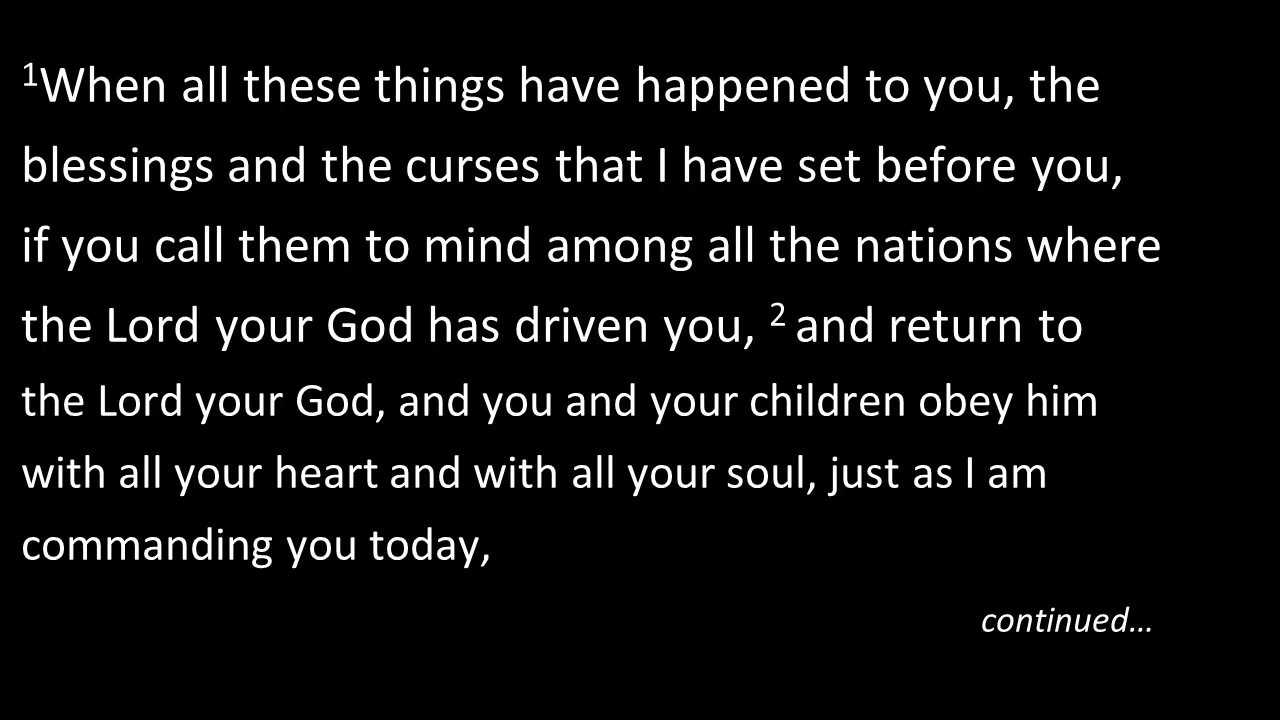 ¹When all these things have happened to you, the
blessings and the curses that I have set before you,
if you call them to mind among all the nations where
the Lord your God has driven you, ² and return to
the Lord your God, and you and your children obey him
with all your heart and with all your soul, just as I am
commanding you today,
continued...